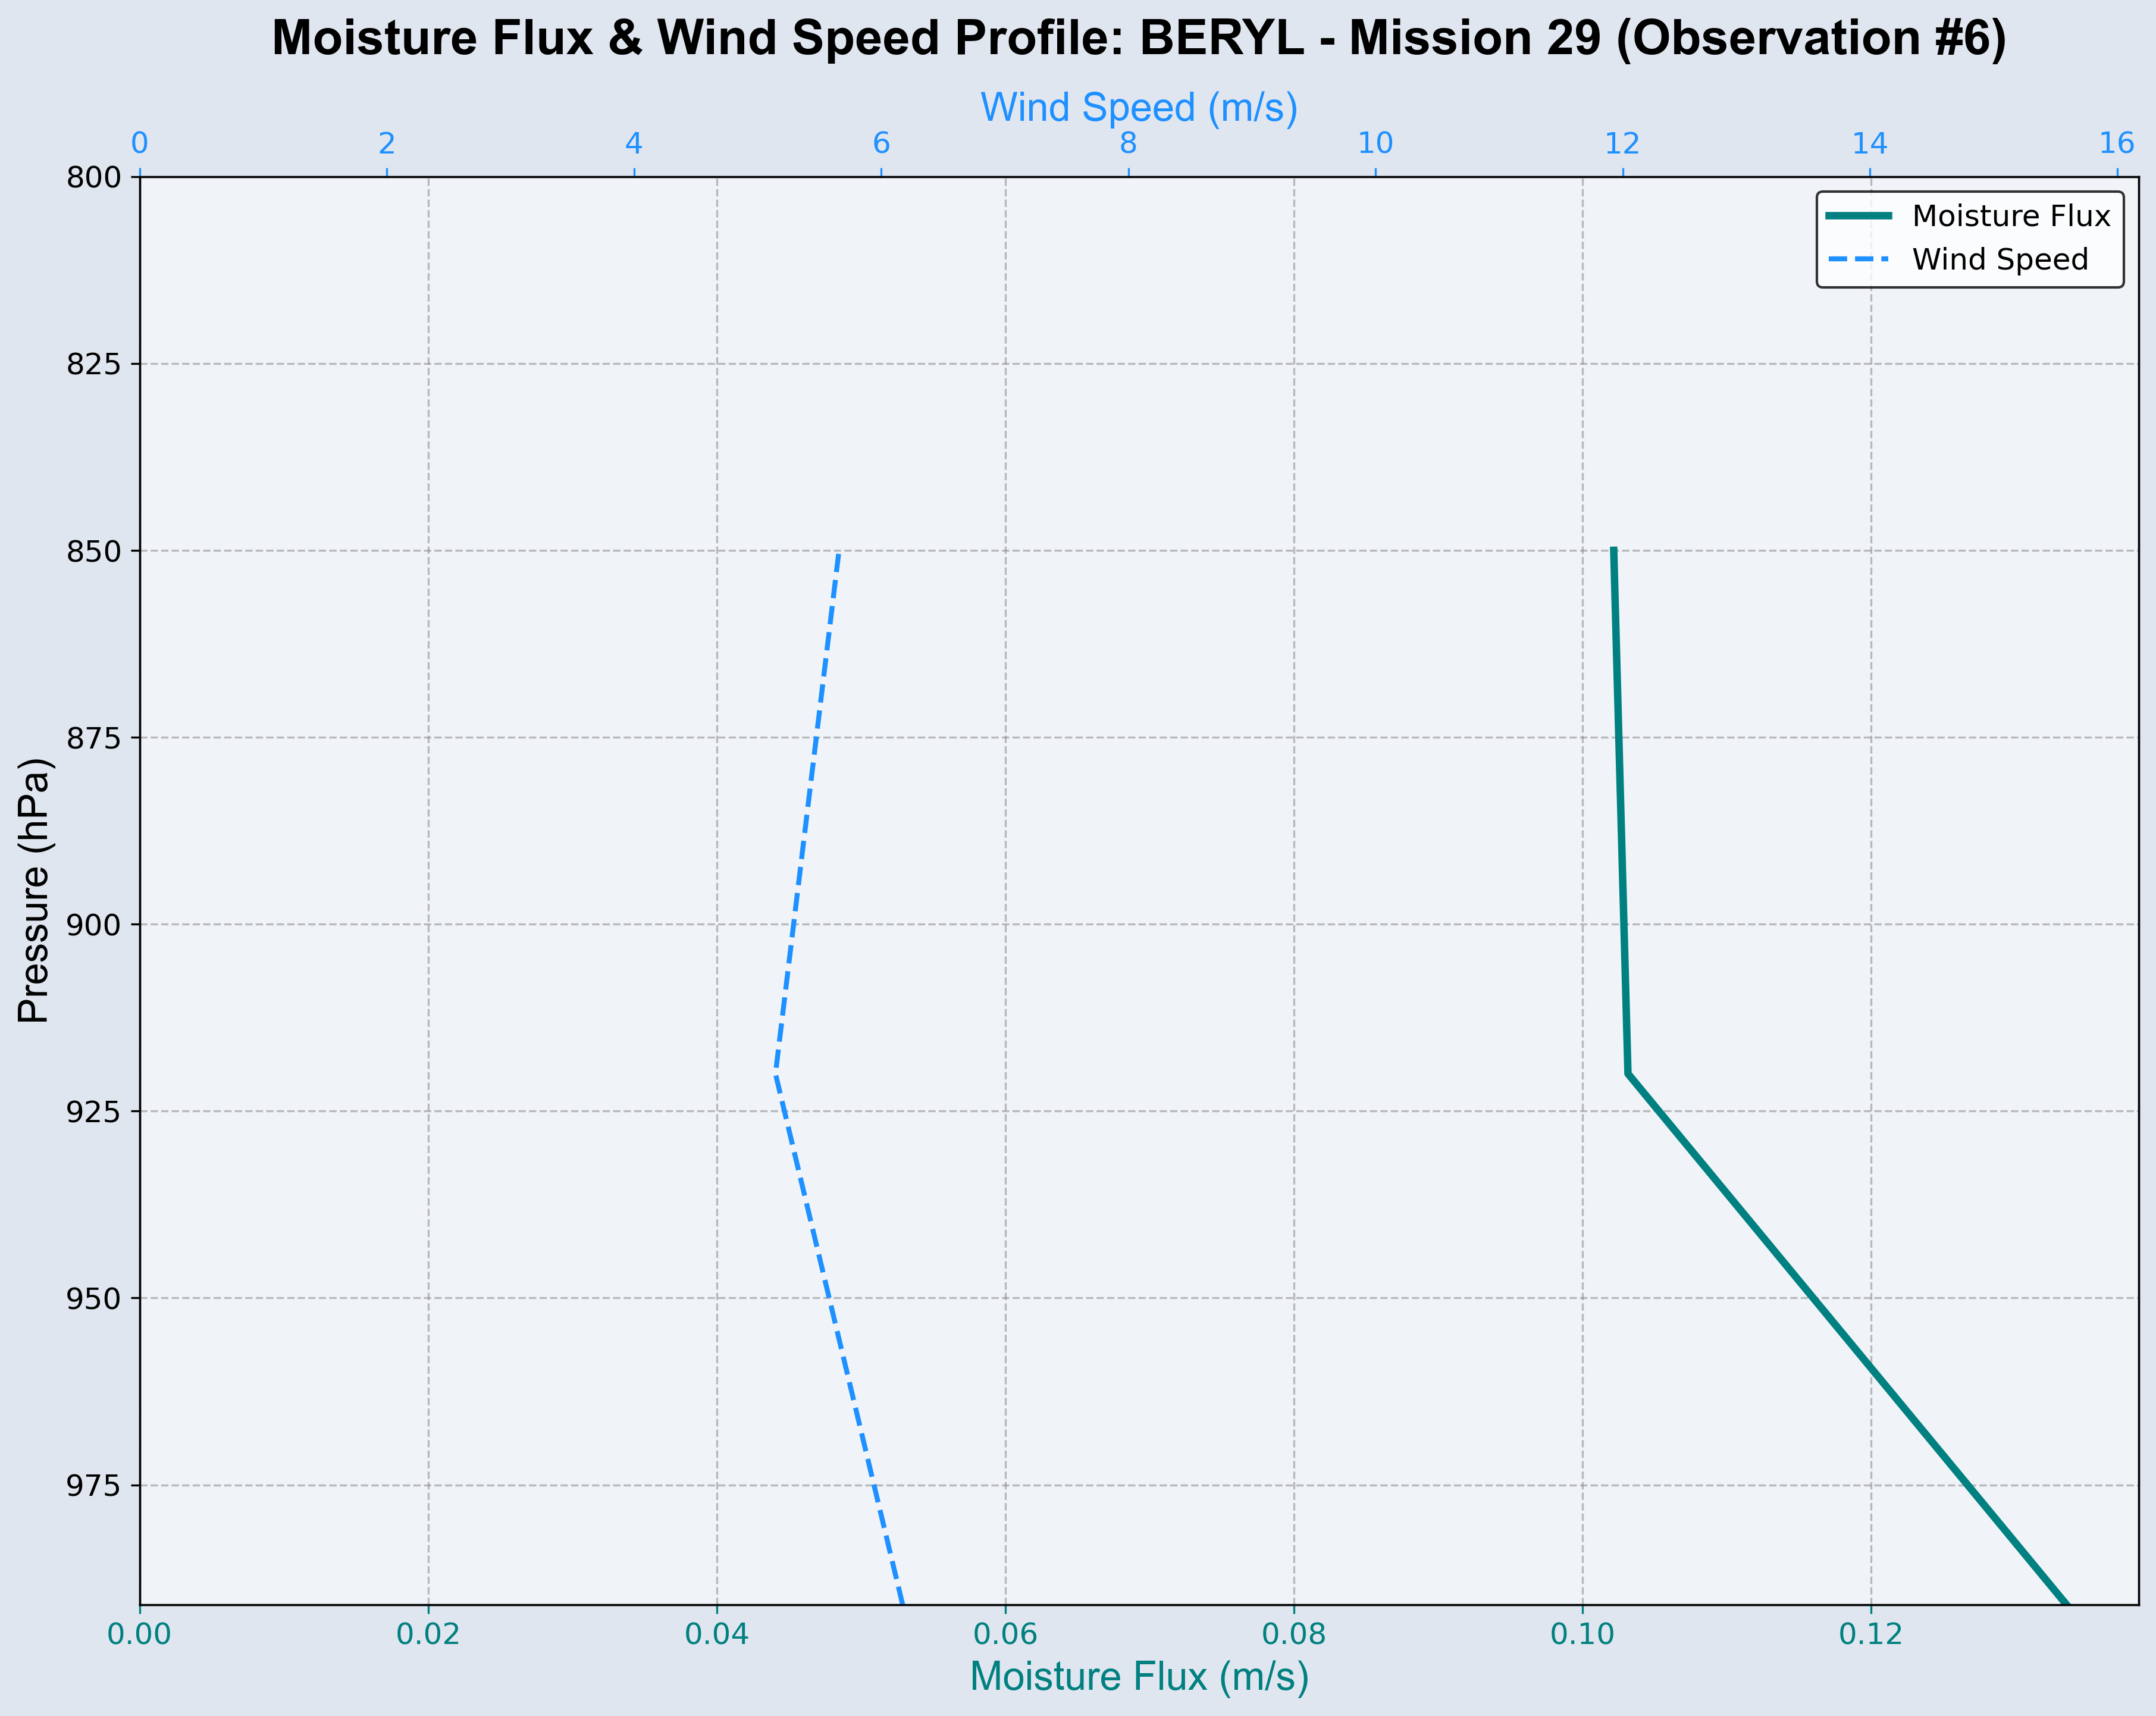 Moisture Flux & Wind Speed Profile: BERYL - Mission 29 (Observation #6)
Wind Speed (m/s)
0 2 4 6 8 10 12 14 16
Moisture Flux
Wind Speed
Pressure (hPa)
800
825
850
875
900
925
950
975
0.00 0.02 0.04 0.06 0.08 0.10 0.12
Moisture Flux (m/s)